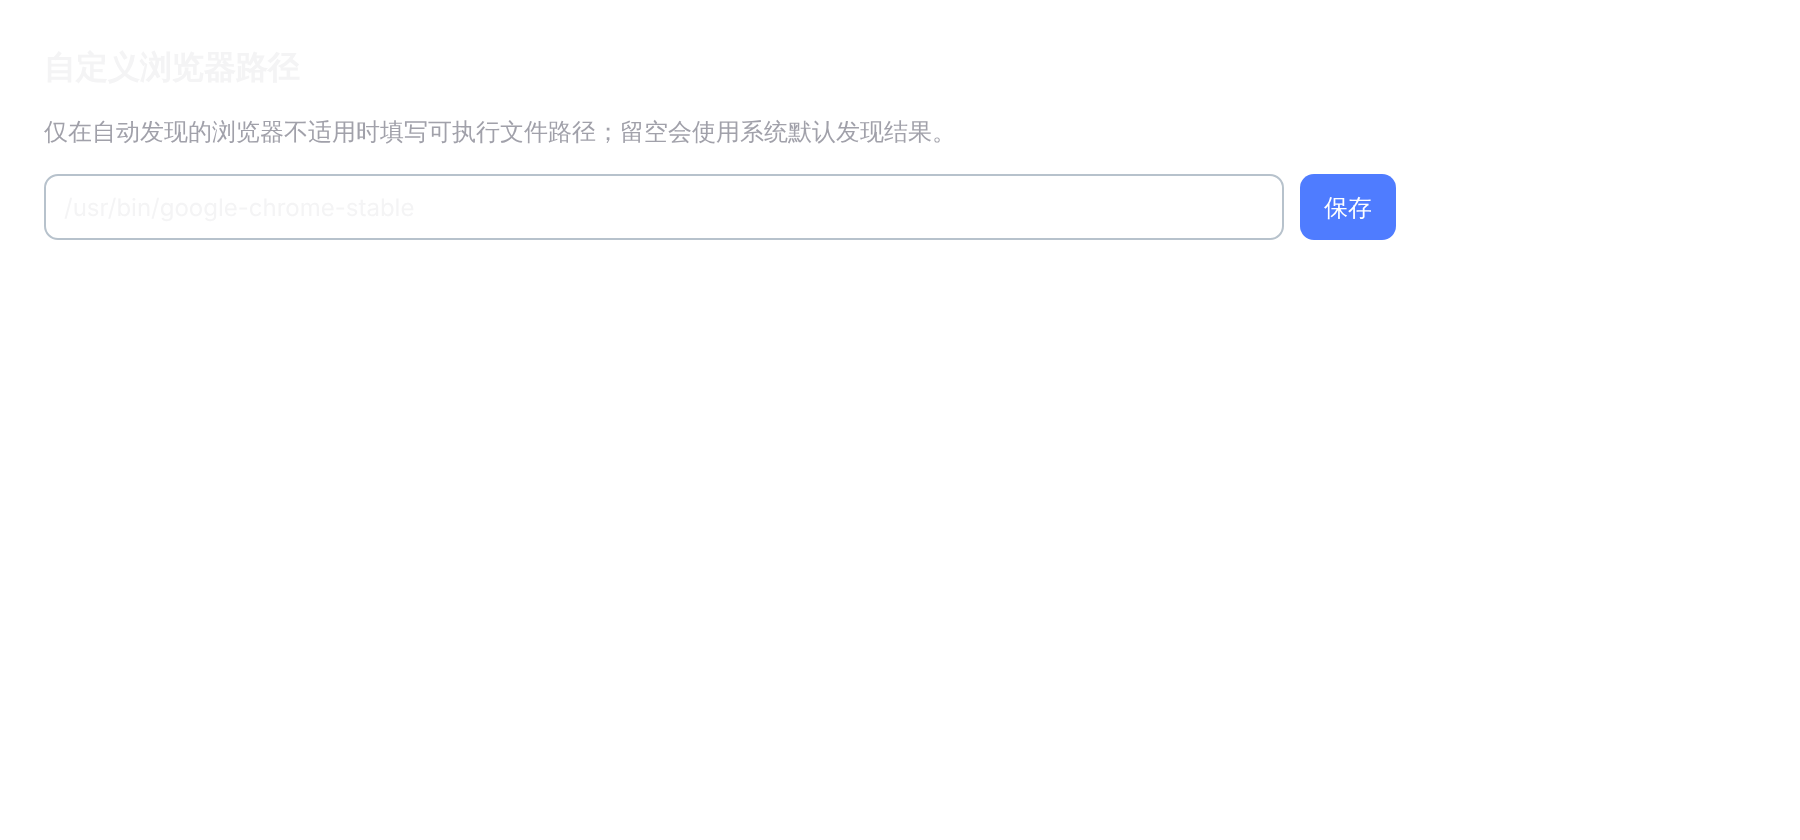 自定义浏览器路径
仅在自动发现的浏览器不适用时填写可执行文件路径；留空会使用系统默认发现结果。
/usr/bin/google-chrome-stable
保存